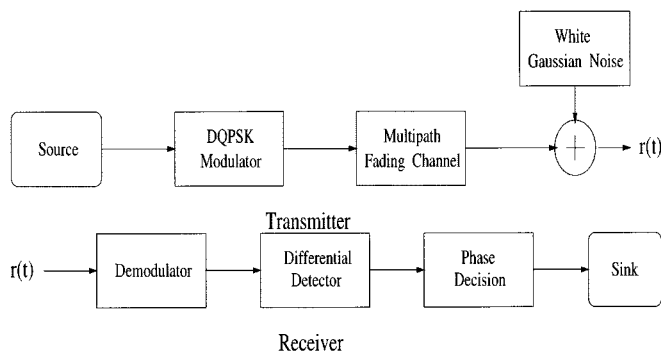 White
Gaussian Noise
Source
DQPSK
Modulator
Multipath
Fading Channel
+
r(t)
Transmitter
r(t)
Demodulator
Differential
Detector
Phase
Decision
Sink
Receiver